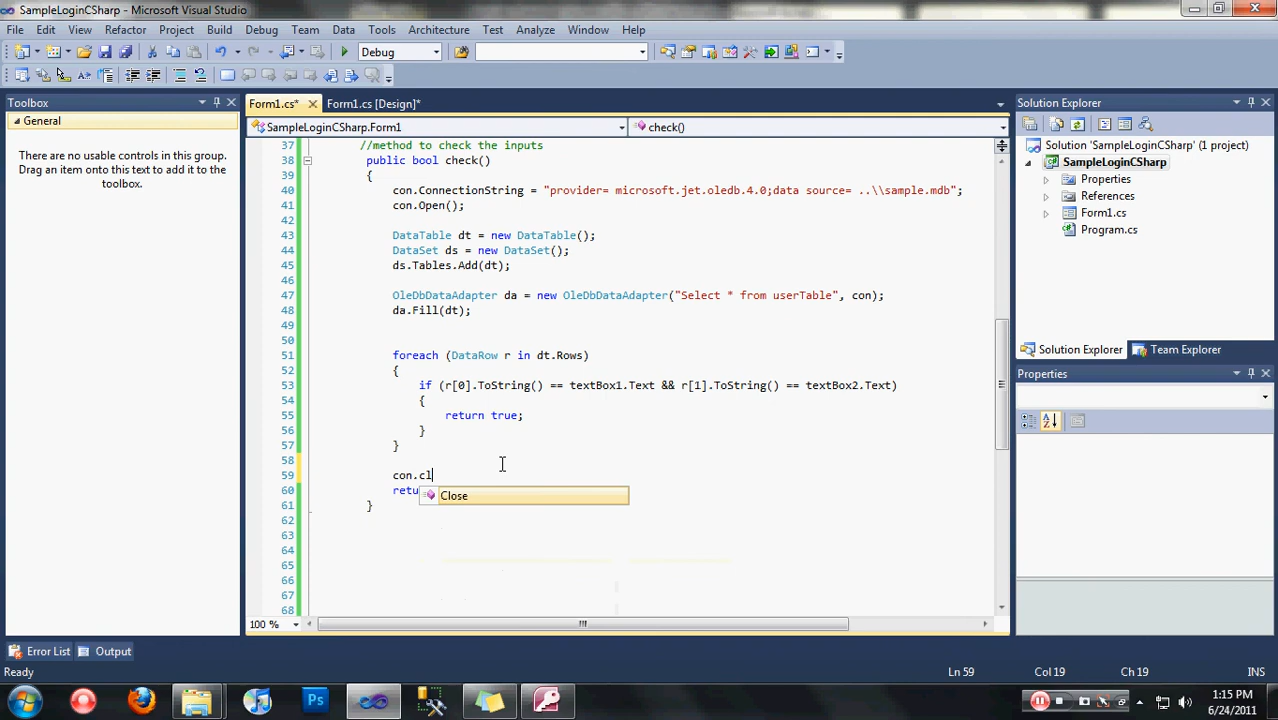 SampleLoginCSharp - Microsoft Visual Studio
File Edit View Refactor Project Build Debug Team Data Tools Architecture Test Analyze Window Help
Debug
Toolbox
General
There are no usable controls in this group.
Drag an item onto this text to add it to the
toolbox.
Form1.cs* Form1.cs [Design]*
SampleLoginCSharp.Form1 check()
37 //method to check the inputs
38 public bool check()
39 {
40 con.ConnectionString = "provider= microsoft.jet.oledb.4.0;data source= ..\\sample.mdb";
41 con.Open();
42
43 DataTable dt = new DataTable();
44 DataSet ds = new DataSet();
45 ds.Tables.Add(dt);
46
47 OleDbDataAdapter da = new OleDbDataAdapter("Select * from userTable", con);
48 da.Fill(dt);
49
50
51 foreach (DataRow r in dt.Rows)
52 {
53 if (r[0].ToString() == textBox1.Text && r[1].ToString() == textBox2.Text)
54 {
55 return true;
56 }
57 }
58
59 con.cl
60 retu
Close
61 }
62
63
64
65
66
67
68
100 %
Solution Explorer
Solution 'SampleLoginCSharp' (1 project)
SampleLoginCSharp
Properties
References
Form1.cs
Program.cs
Solution Explorer Team Explorer
Properties
Error List Output
Ready Ln 59 Col 19 Ch 19 INS
Ps
1:15 PM
6/24/2011